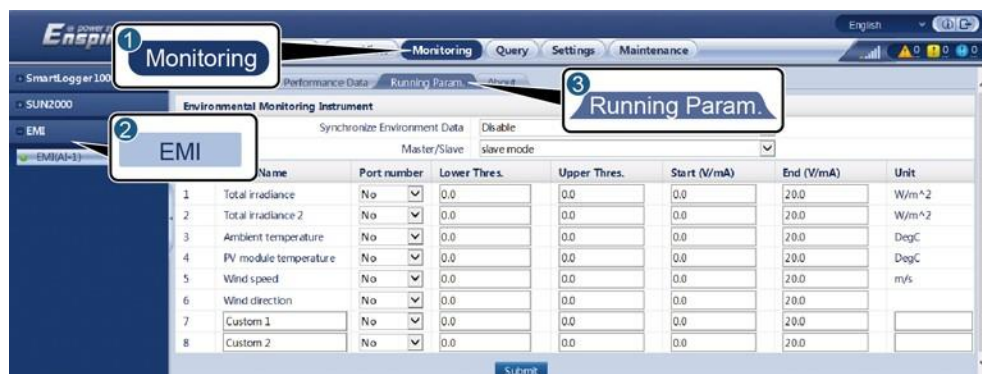 English
1
Monitoring
Monitoring
Query
Settings
Maintenance
0
0
0
Performance Data
Running Param.
About
3
Running Param.
SUN2000
EMI
2
EMI
EMI(AI-1)
Environmental Monitoring Instrument
Synchronize Environment Data Disable
Master/Slave slave mode
Name Port number Lower Thres. Upper Thres. Start (V/mA) End (V/mA) Unit
1 Total irradiance No 0.0 0.0 0.0 20.0 W/m^2
2 Total irradiance 2 No 0.0 0.0 0.0 20.0 W/m^2
3 Ambient temperature No 0.0 0.0 0.0 20.0 DegC
4 PV module temperature No 0.0 0.0 0.0 20.0 DegC
5 Wind speed No 0.0 0.0 0.0 20.0 m/s
6 Wind direction No 0.0 0.0 0.0 20.0
7 Custom 1 No 0.0 0.0 0.0 20.0
8 Custom 2 No 0.0 0.0 0.0 20.0
Submit